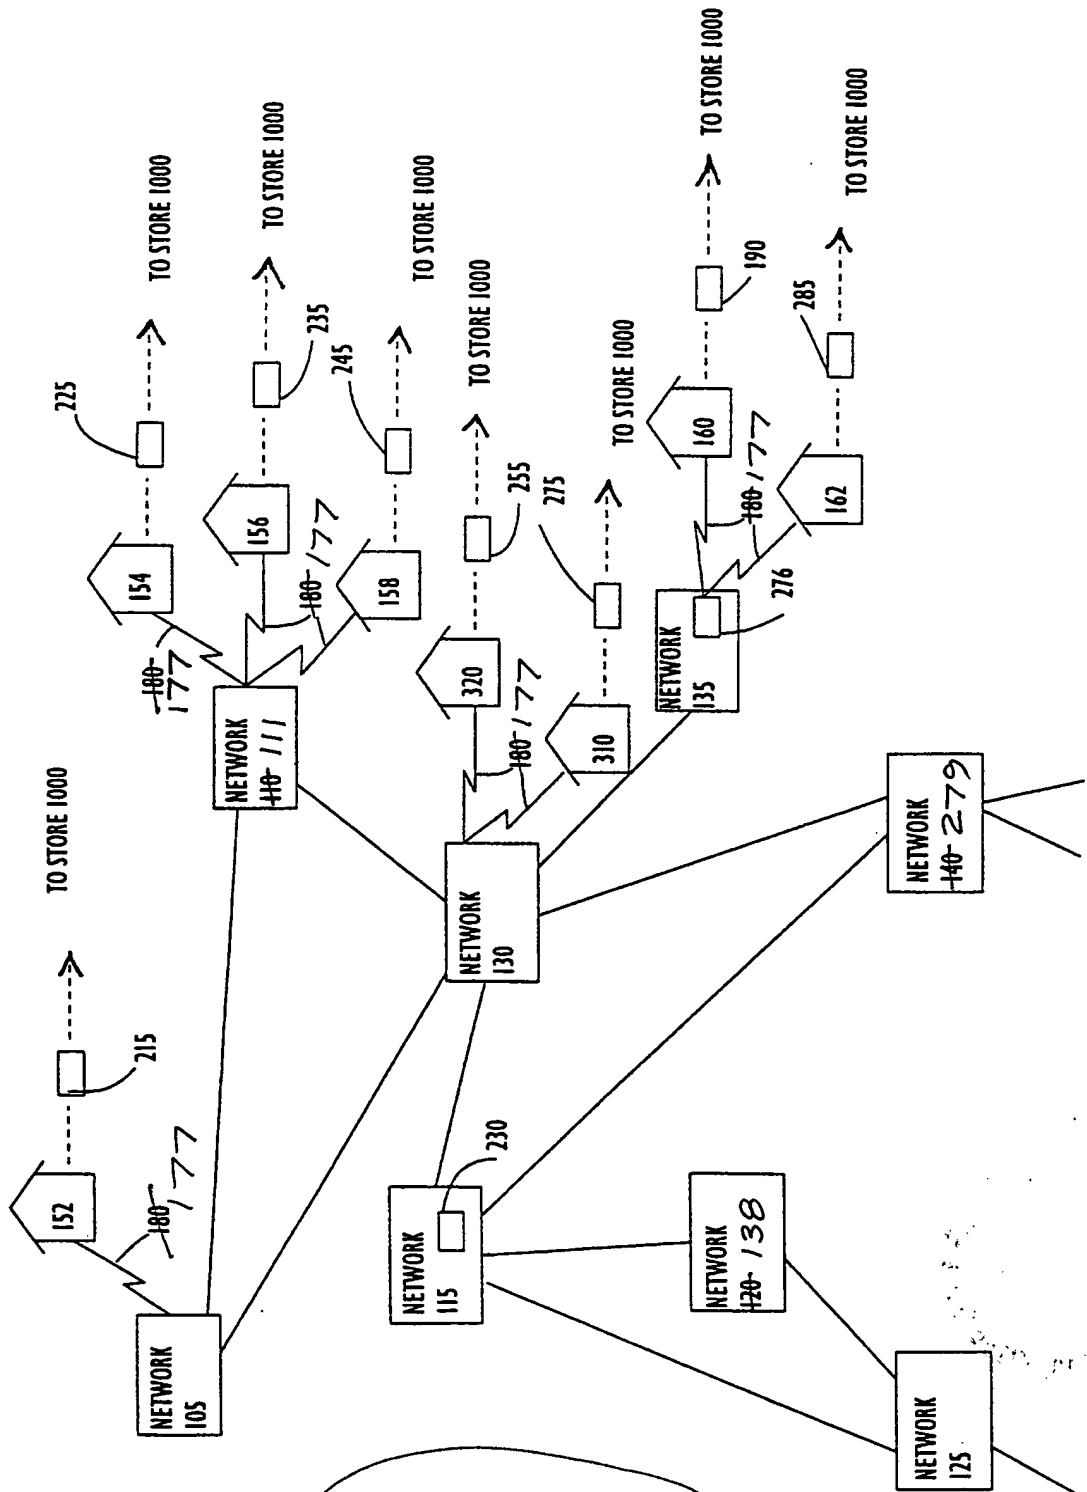 TO STORE 1000
215
152
180 177
NETWORK
105
TO STORE 1000
225
154
180
177
TO STORE 1000
235
156
180 177
TO STORE 1000
245
158
NETWORK
110 111
TO STORE 1000
255
320
180 177
TO STORE 1000
275
310
NETWORK
130
TO STORE 1000
190
160
180 177
TO STORE 1000
285
162
276
NETWORK
135
230
NETWORK
115
NETWORK
120 138
NETWORK
125
NETWORK
140 279